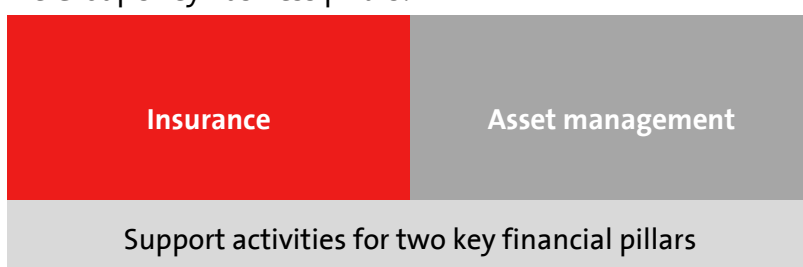 Insurance
Asset management
Support activities for two key financial pillars